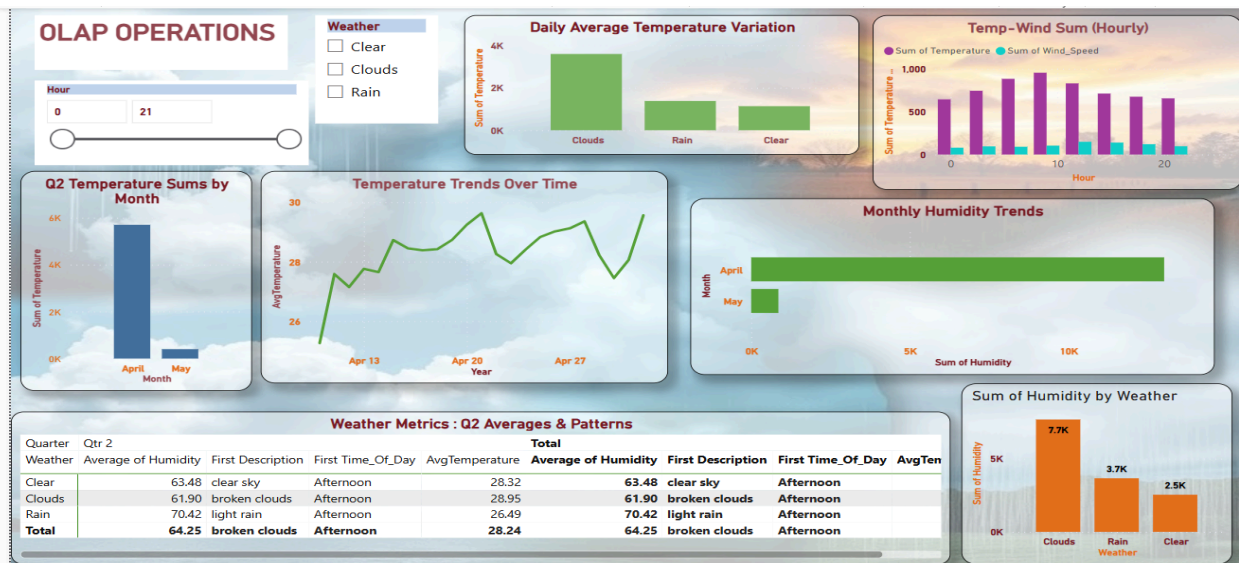 OLAP OPERATIONS
Hour
0 21
Weather
Clear
Clouds
Rain
Daily Average Temperature Variation
Sum of Temperature
4K
2K
0K
Clouds Rain Clear
Temp-Wind Sum (Hourly)
Sum of Temperature Sum of Wind_Speed
Sum of Temperature ...
1,000
500
0
0 10 20
Hour
Q2 Temperature Sums by
Month
Sum of Temperature
6K
4K
2K
0K
April May
Month
Temperature Trends Over Time
AvgTemperature
30
28
26
Apr 13 Apr 20 Apr 27
Year
Monthly Humidity Trends
Month
April
May
0K 5K 10K
Sum of Humidity
Weather Metrics : Q2 Averages & Patterns
Quarter Qtr 2 Total
Weather Average of Humidity First Description First Time_Of_Day AvgTemperature Average of Humidity First Description First Time_Of_Day AvgTem
Clear 63.48 clear sky Afternoon 28.32 63.48 clear sky Afternoon
Clouds 61.90 broken clouds Afternoon 28.95 61.90 broken clouds Afternoon
Rain 70.42 light rain Afternoon 26.49 70.42 light rain Afternoon
Total 64.25 broken clouds Afternoon 28.24 64.25 broken clouds Afternoon
Sum of Humidity by Weather
Sum of Humidity
5K
0K
7.7K
3.7K
2.5K
Clouds Rain Clear
Weather